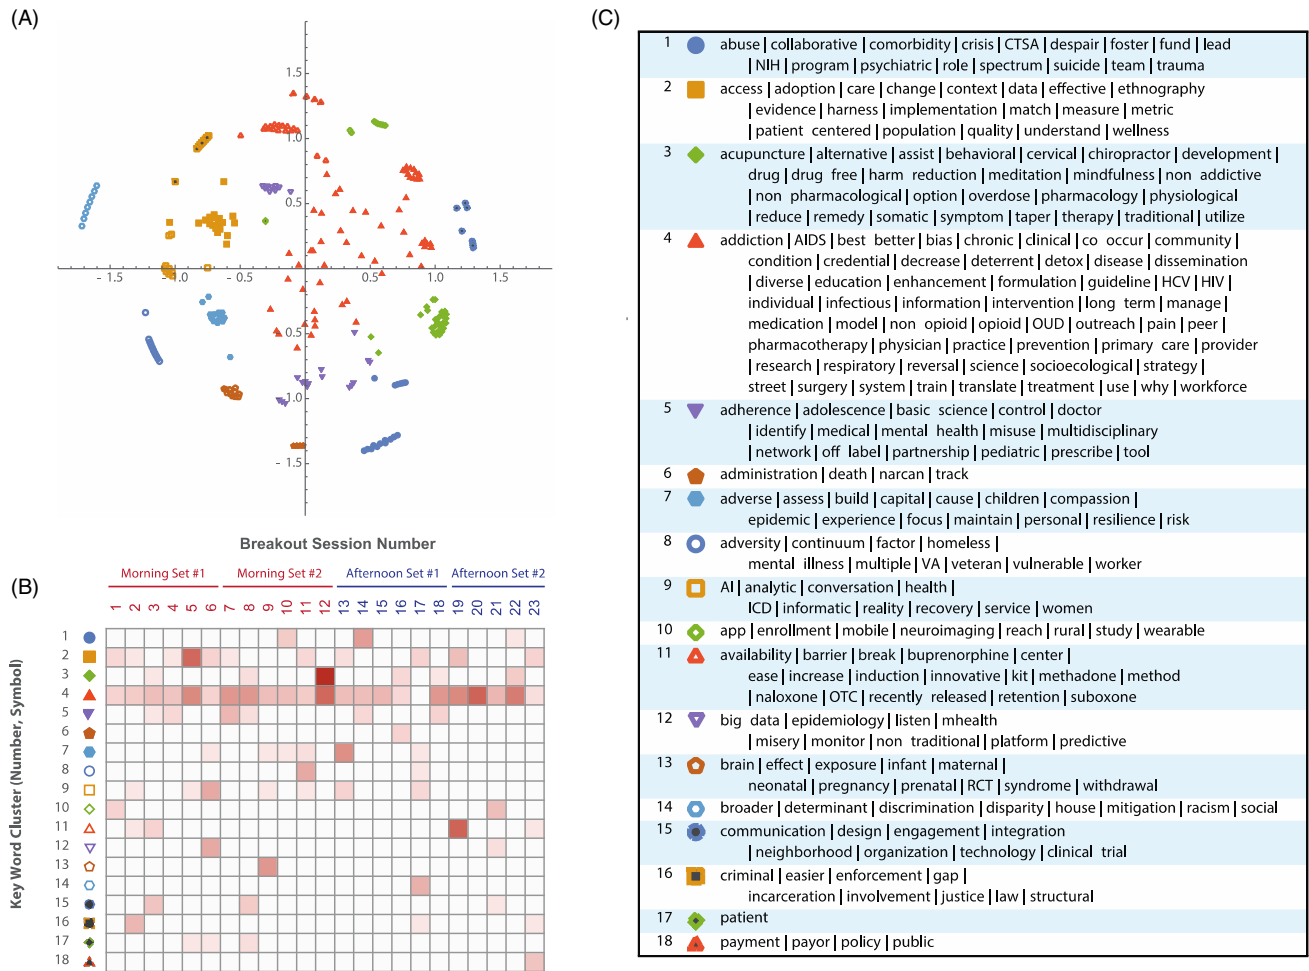 (A)
1.5
1.0
0.5
- 1.5
- 1.0
- 0.5
0.5
1.0
1.5
0.5
- 1.0
- 1.5
Breakout Session Number
(B)
Morning Set #1
Morning Set #2
Afternoon Set #1
Afternoon Set #2
1 2 3 4 5 6 7 8 9 10 11 12 13 14 15 16 17 18 19 20 21 22 23
Key Word Cluster (Number, Symbol)
1
2
3
4
5
6
7
8
9
10
11
12
13
14
15
16
17
18
(C)
1 abuse | collaborative | comorbidity | crisis | CTSA | despair | foster | fund | lead
| NIH | program | psychiatric | role | spectrum | suicide | team | trauma
2 access | adoption | care | change | context | data | effective | ethnography
| evidence | harness | implementation | match | measure | metric
| patient centered | population | quality | understand | wellness
3 acupuncture | alternative | assist | behavioral | cervical | chiropractor | development |
drug | drug free | harm reduction | meditation | mindfulness | non addictive
| non pharmacological | option | overdose | pharmacology | physiological
| reduce | remedy | somatic | symptom | taper | therapy | traditional | utilize
4 addiction | AIDS | best better | bias | chronic | clinical | co occur | community |
condition | credential | decrease | deterrent | detox | disease | dissemination
| diverse | education | enhancement | formulation | guideline | HCV | HIV |
individual | infectious | information | intervention | long term | manage |
medication | model | non opioid | opioid | OUD | outreach | pain | peer |
pharmacotherapy | physician | practice | prevention | primary care | provider
| research | respiratory | reversal | science | socioecological | strategy |
street | surgery | system | train | translate | treatment | use | why | workforce
5 adherence | adolescence | basic science | control | doctor
| identify | medical | mental health | misuse | multidisciplinary
| network | off label | partnership | pediatric | prescribe | tool
6 administration | death | narcan | track
7 adverse | assess | build | capital | cause | children | compassion |
epidemic | experience | focus | maintain | personal | resilience | risk
8 adversity | continuum | factor | homeless |
mental illness | multiple | VA | veteran | vulnerable | worker
9 AI | analytic | conversation | health |
ICD | informatic | reality | recovery | service | women
10 app | enrollment | mobile | neuroimaging | reach | rural | study | wearable
11 availability | barrier | break | buprenorphine | center |
ease | increase | induction | innovative | kit | methadone | method
| naloxone | OTC | recently released | retention | suboxone
12 big data | epidemiology | listen | mhealth
| misery | monitor | non traditional | platform | predictive
13 brain | effect | exposure | infant | maternal |
neonatal | pregnancy | prenatal | RCT | syndrome | withdrawal
14 broader | determinant | discrimination | disparity | house | mitigation | racism | social
15 communication | design | engagement | integration
| neighborhood | organization | technology | clinical trial
16 criminal | easier | enforcement | gap |
incarceration | involvement | justice | law | structural
17 patient
18 payment | payor | policy | public